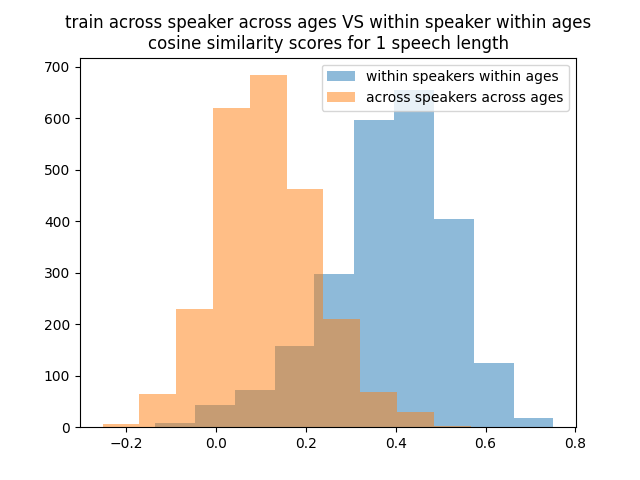 train across speaker across ages VS within speaker within ages
cosine similarity scores for 1 speech length
within speakers within ages
across speakers across ages
700
600
500
400
300
200
100
0
−0.2 0.0 0.2 0.4 0.6 0.8